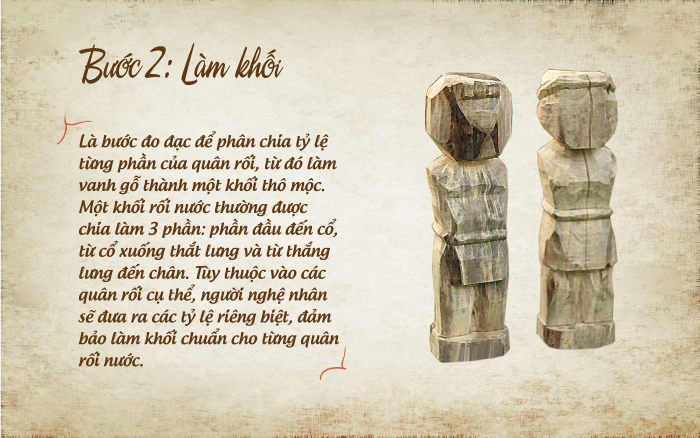 Bước 2: Làm khối
Là bước đo đạc để phân chia tỷ lệ
từng phần của quân rối, từ đó làm
vanh gỗ thành một khối thô mộc.
Một khối rối nước thường được
chia làm 3 phần: phần đầu đến cổ,
từ cổ xuống thắt lưng và từ thắng
lưng đến chân. Tùy thuộc vào các
quân rối cụ thể, người nghệ nhân
sẽ đưa ra các tỷ lệ riêng biệt, đảm
bảo làm khối chuẩn cho từng quân
rối nước.